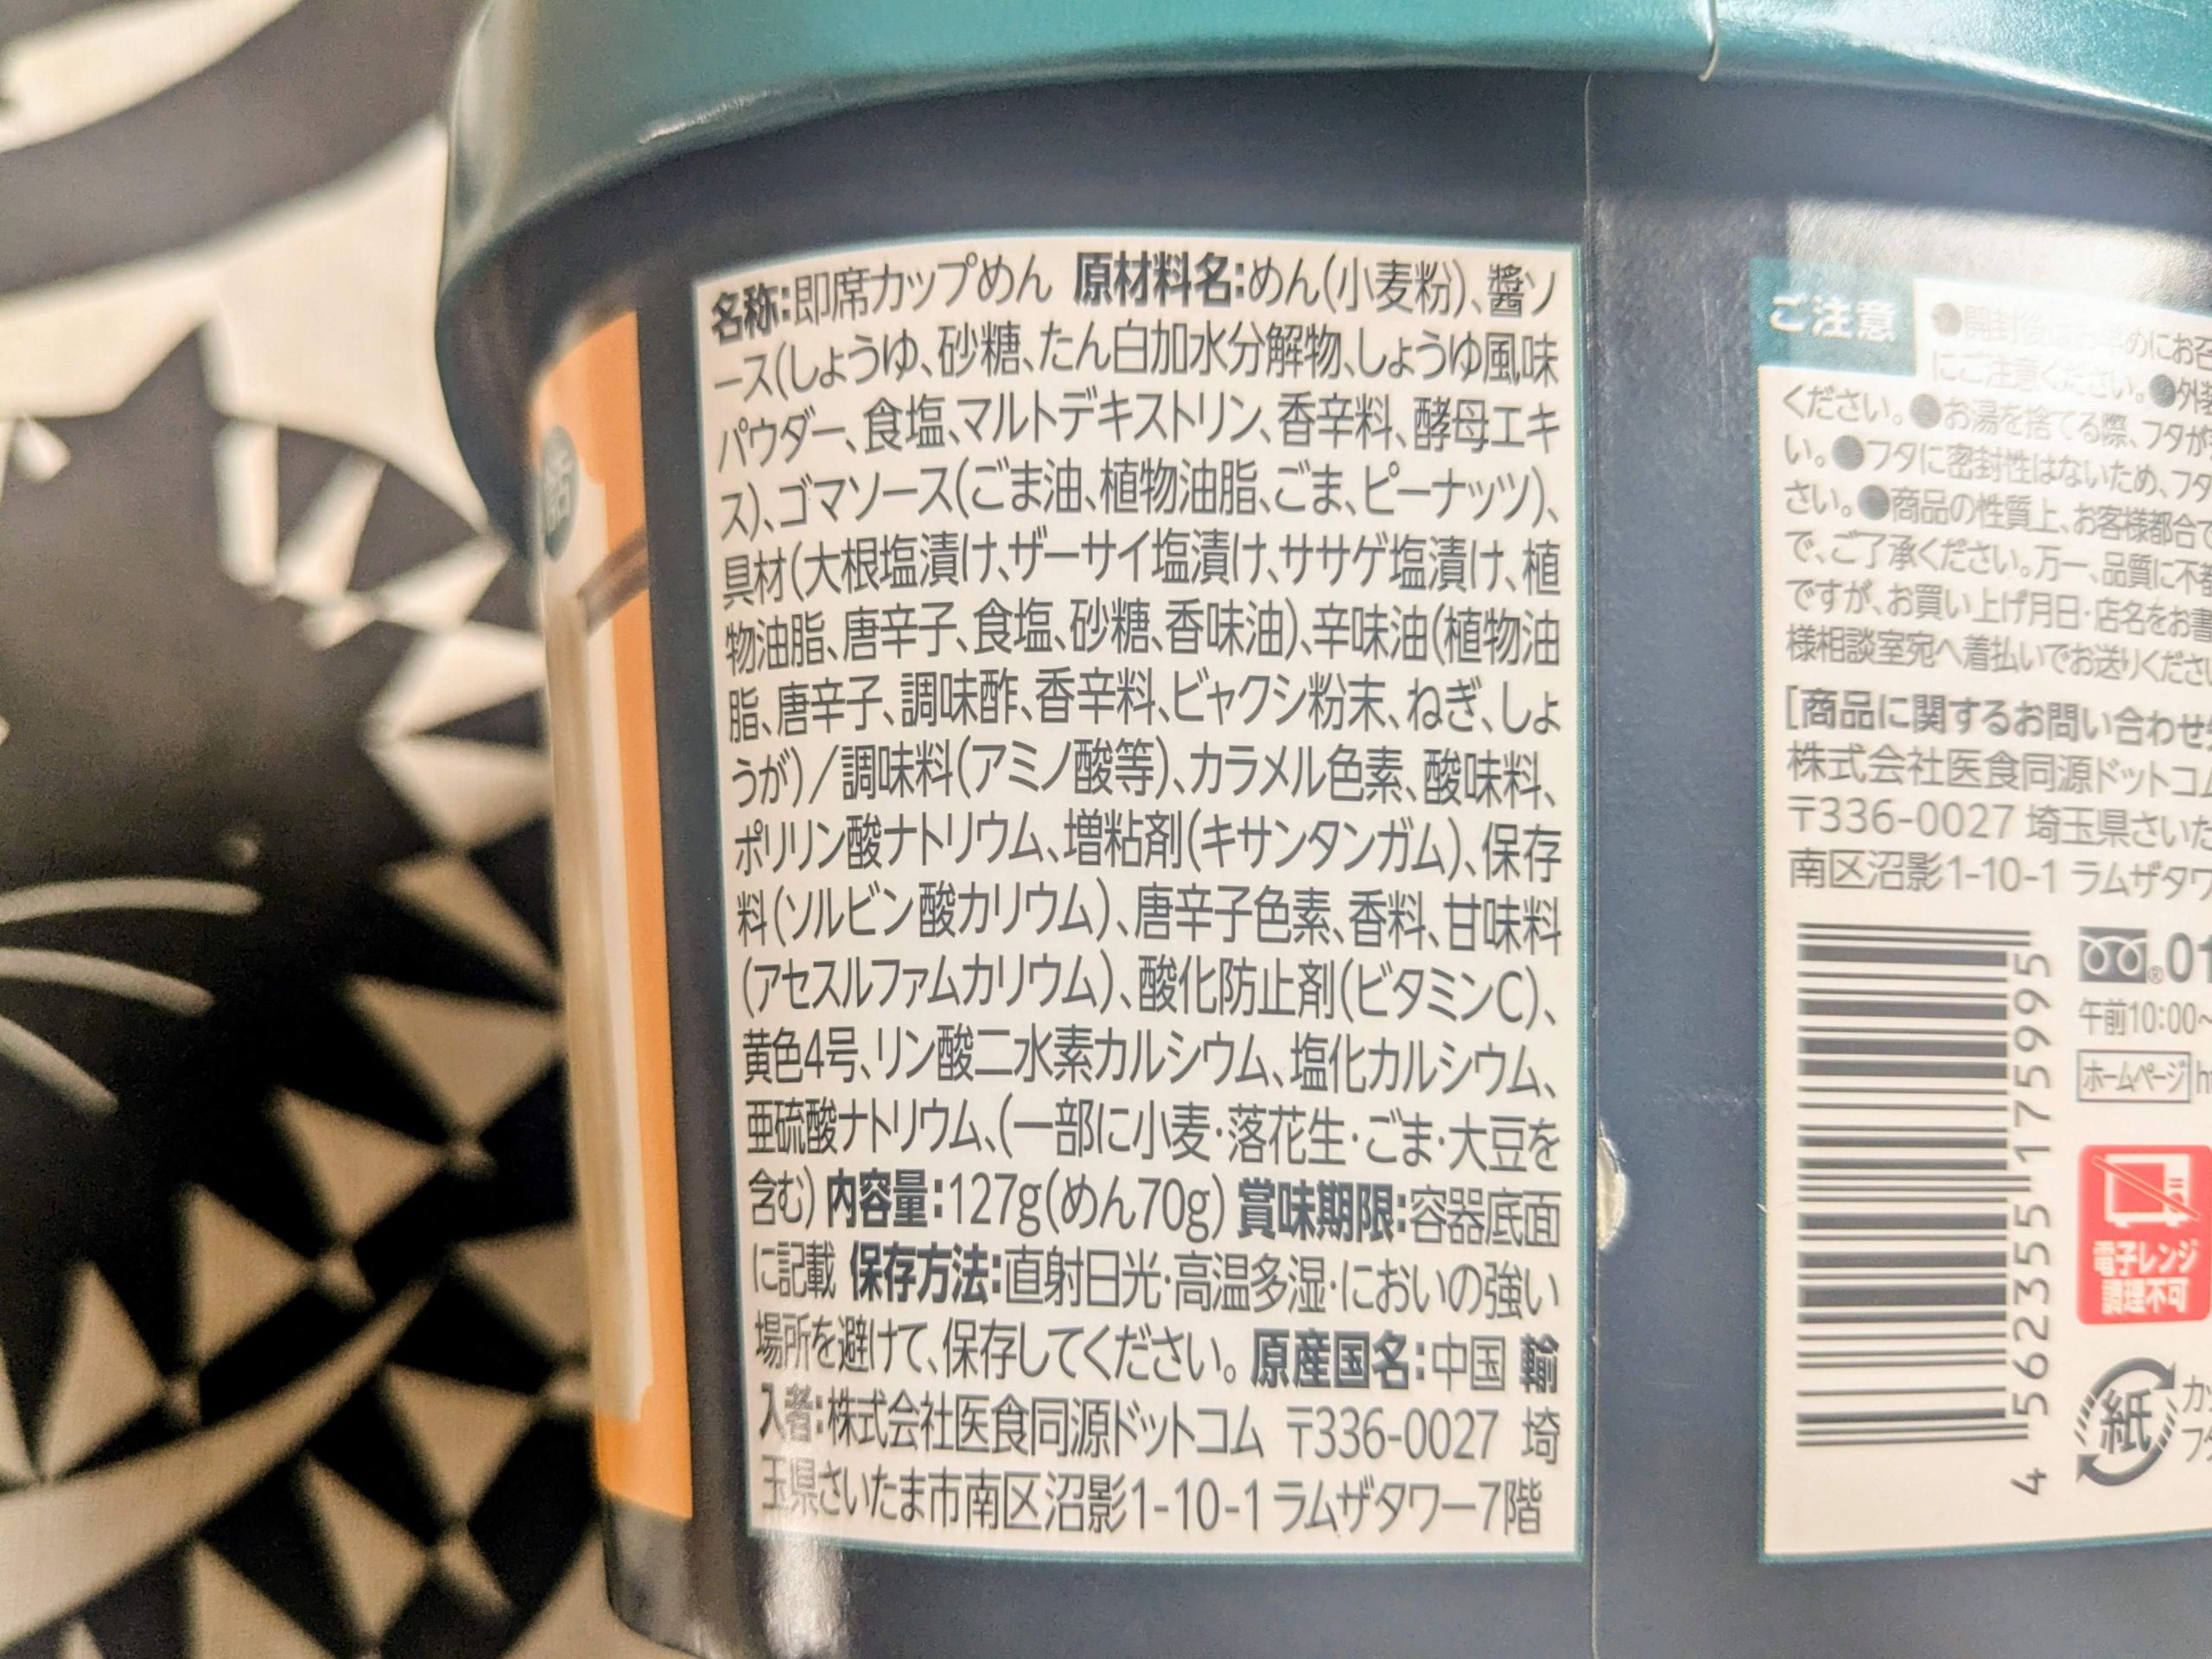 名称:即席カップめん 原材料名:めん(小麦粉)、醤ソ
ース(しょうゆ、砂糖、たん白加水分解物、しょうゆ風味
パウダー、食塩、マルトデキストリン、香辛料、酵母エキ
ス)、ゴマソース(ごま油、植物油脂、ごま、ピーナッツ)、
具材(大根塩漬け、ザーサイ塩漬け、ササゲ塩漬け、植
物油脂、唐辛子、食塩、砂糖、香味油)、辛味油(植物油
脂、唐辛子、調味酢、香辛料、ビャクシ粉末、ねぎ、しょ
うが)/調味料(アミノ酸等)、カラメル色素、酸味料、
ポリリン酸ナトリウム、増粘剤(キサンタンガム)、保存
料(ソルビン酸カリウム)、唐辛子色素、香料、甘味料
(アセスルファムカリウム)、酸化防止剤(ビタミンC)、
黄色4号、リン酸二水素カルシウム、塩化カルシウム、
亜硫酸ナトリウム、(一部に小麦・落花生・ごま・大豆を
含む) 内容量:127g(めん70g) 賞味期限:容器底面
に記載 保存方法:直射日光・高温多湿・においの強い
場所を避けて、保存してください。 原産国名:中国 輸
入者:株式会社医食同源ドットコム 〒336-0027 埼
玉県さいたま市南区沼影1-10-1 ラムザタワー7階
ご注意
にご注意ください。●外
ください。●お湯を捨てる際、フタが
い。●フタに密封性はないため、フタ
さい。●商品の性質上、お客様都合で
で、ご了承ください。万一、品質に不
ですが、お買い上げ月日・店名をお書
様相談室宛へ着払いでお送りくださ
[商品に関するお問い合わせ
株式会社医食同源ドットコム
〒336-0027 埼玉県さいた
南区沼影1-10-1 ラムザタワ
®01
午前10:00~
ホームページ
電子レンジ
調理不可
紙
カッ
フタ
4 562355 175995